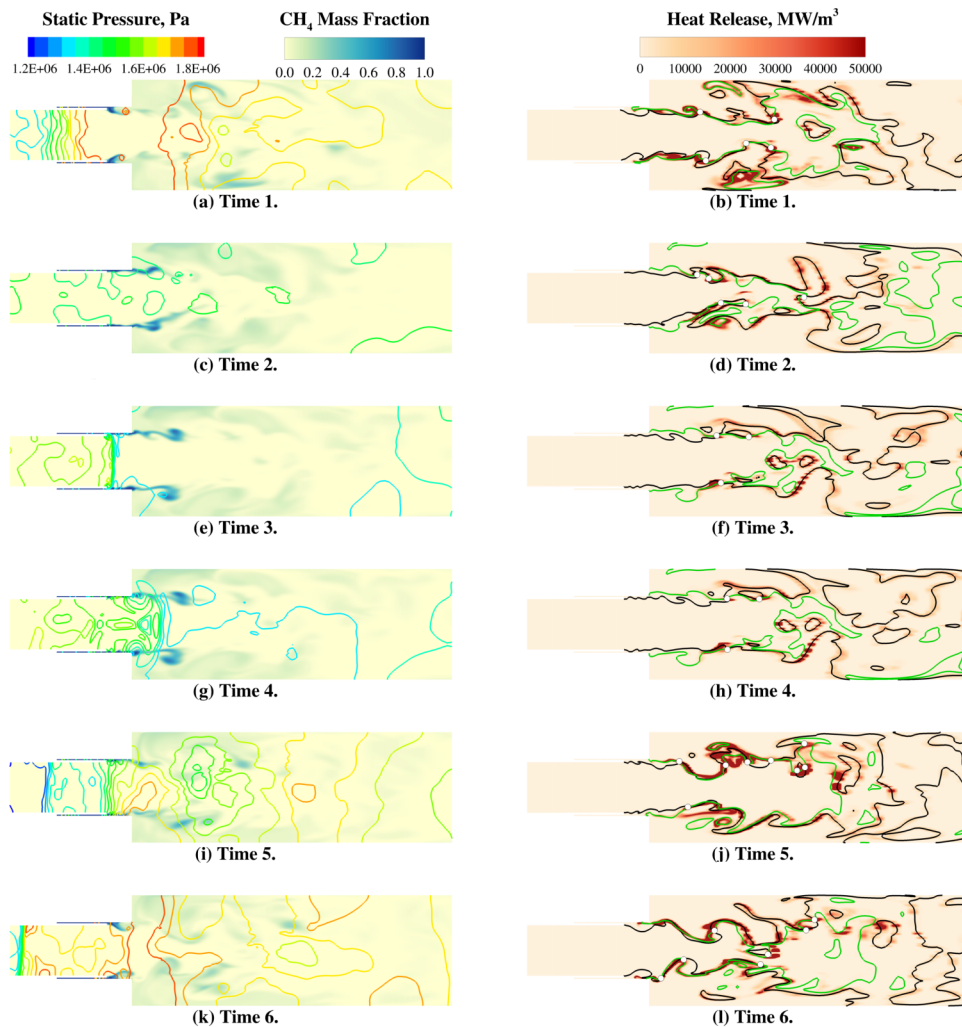 Static Pressure, Pa
1.2E+06 1.4E+06 1.6E+06 1.8E+06
CH4 Mass Fraction
0.0 0.2 0.4 0.6 0.8 1.0
Heat Release, MW/m³
0 10000 20000 30000 40000 50000
(a) Time 1.
(b) Time 1.
(c) Time 2.
(d) Time 2.
(e) Time 3.
(f) Time 3.
(g) Time 4.
(h) Time 4.
(i) Time 5.
(j) Time 5.
(k) Time 6.
(l) Time 6.